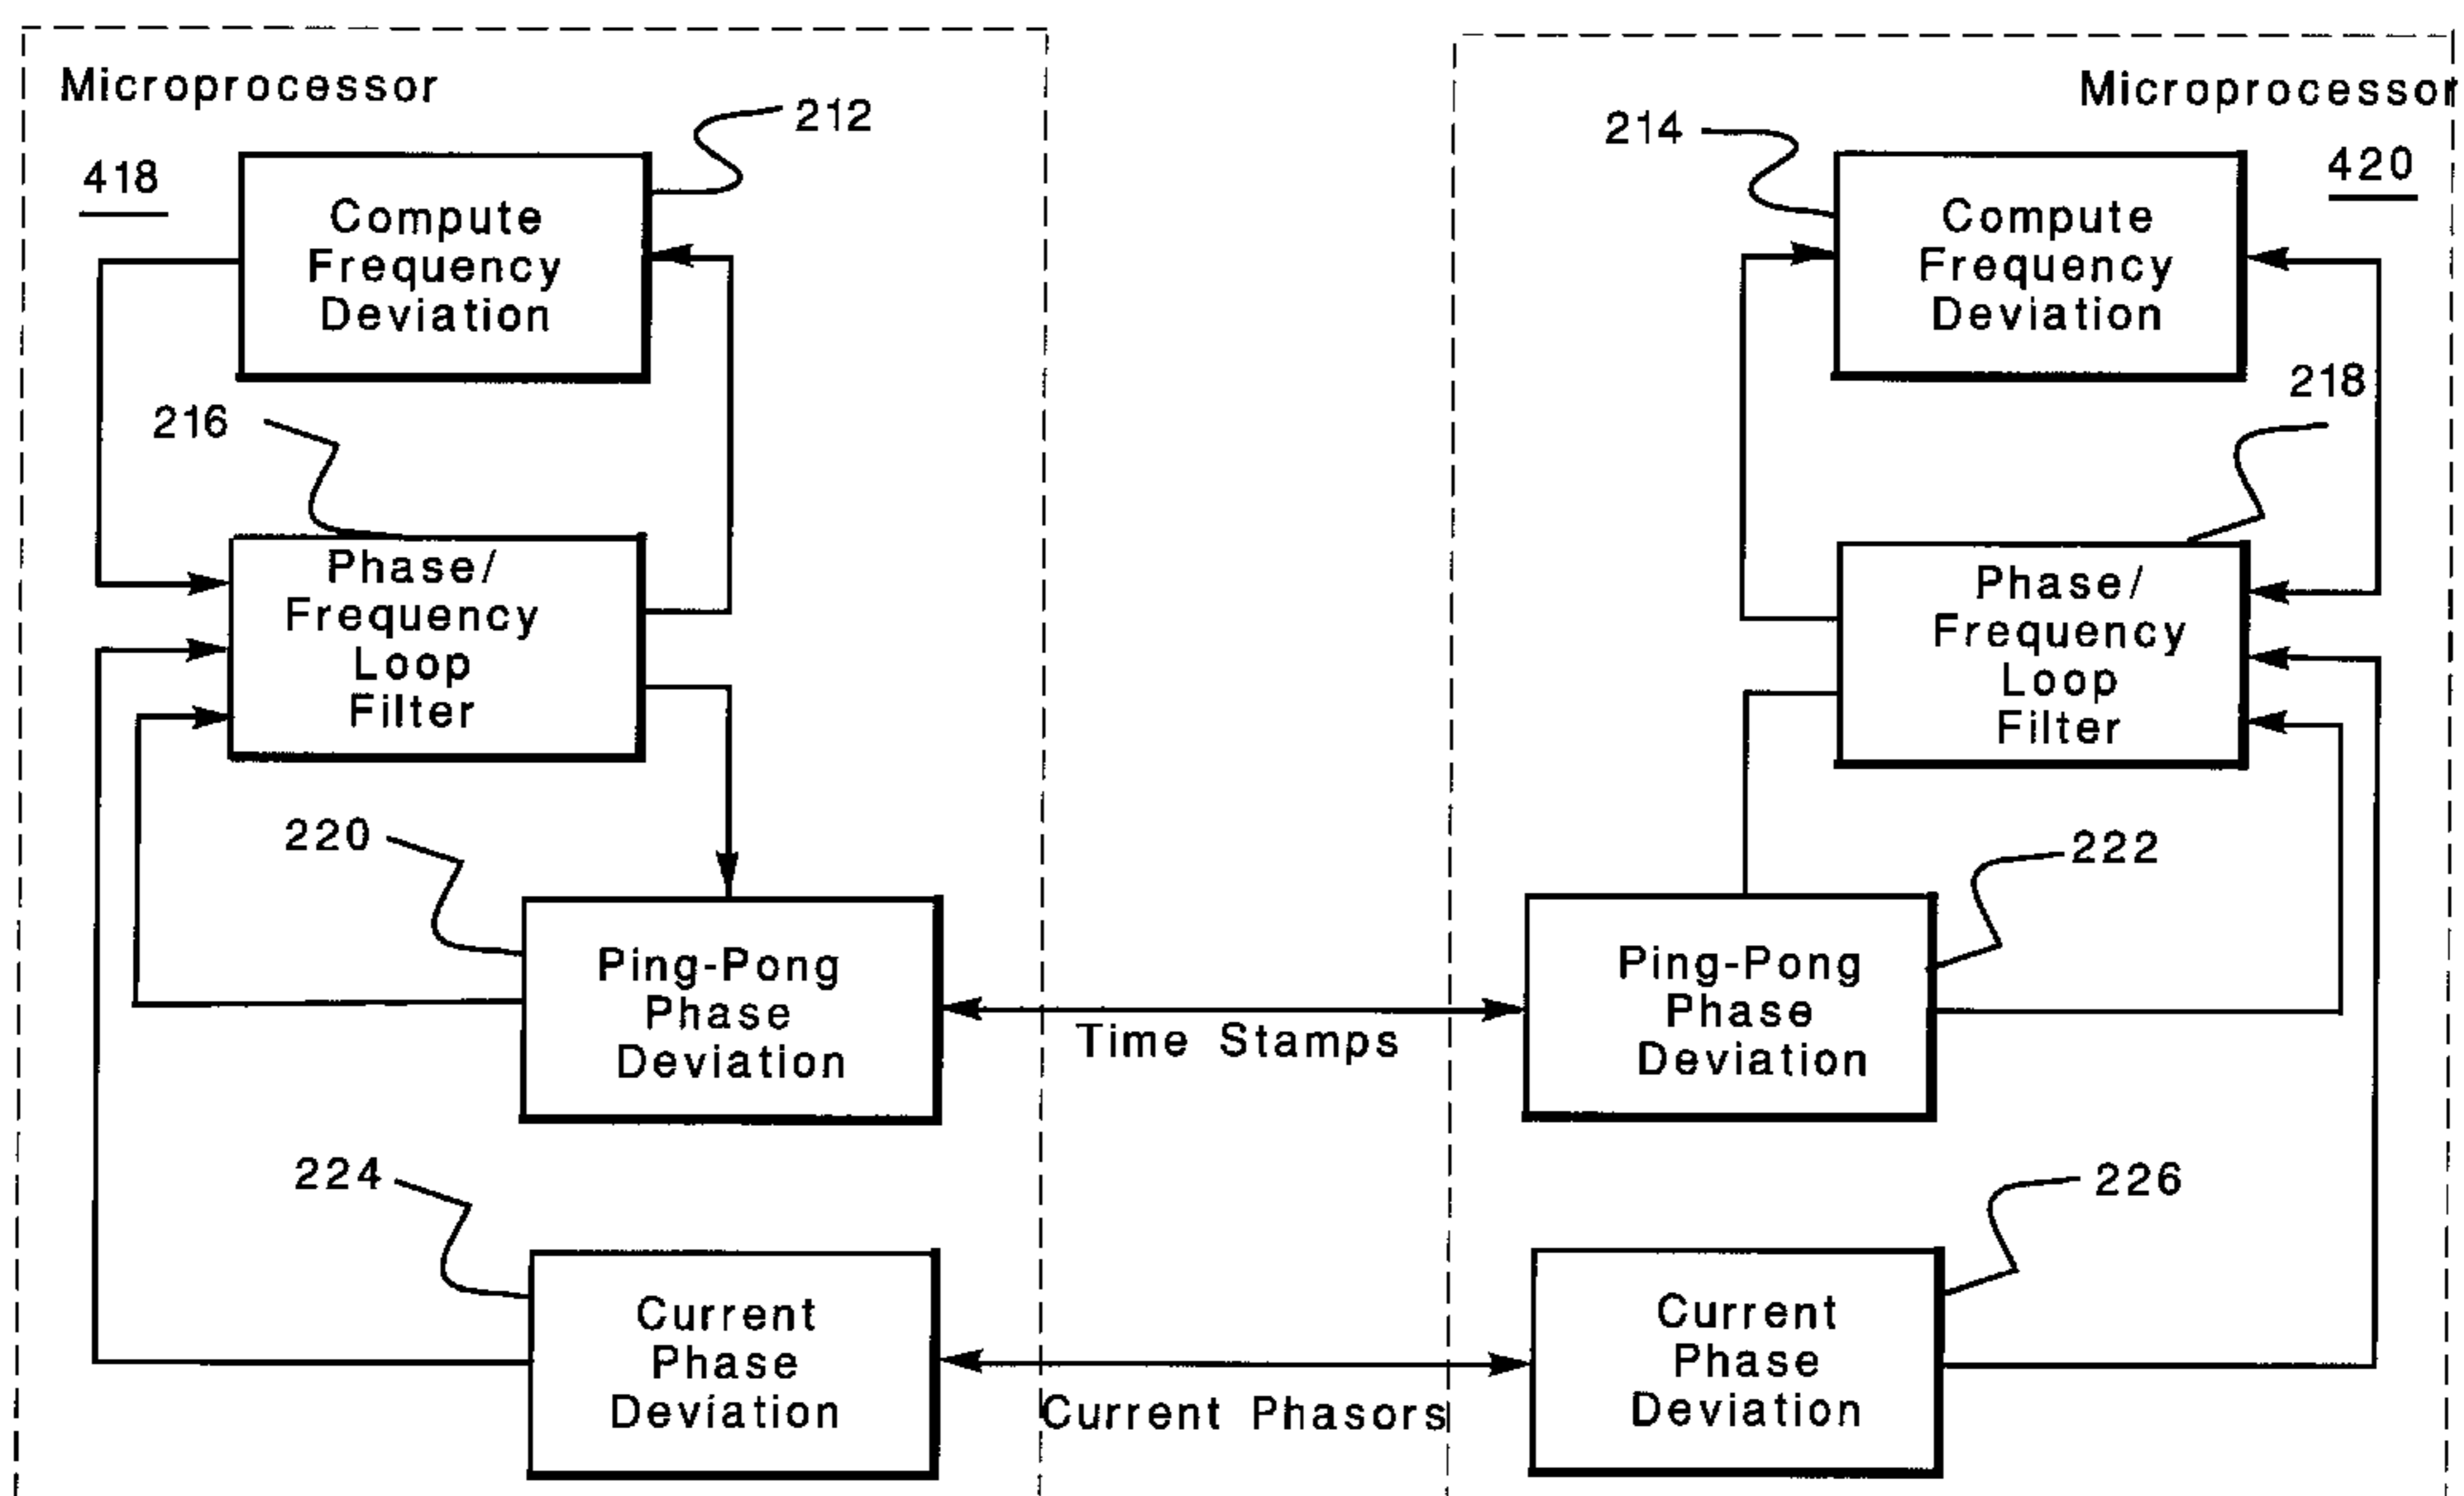 Microprocessor
418
212
Compute
Frequency
Deviation
216
Phase/
Frequency
Loop
Filter
220
Ping-Pong
Phase
Deviation
224
Current
Phase
Deviation
Time Stamps
Current Phasors
Microprocessor
420
214
Compute
Frequency
Deviation
218
Phase/
Frequency
Loop
Filter
222
Ping-Pong
Phase
Deviation
226
Current
Phase
Deviation